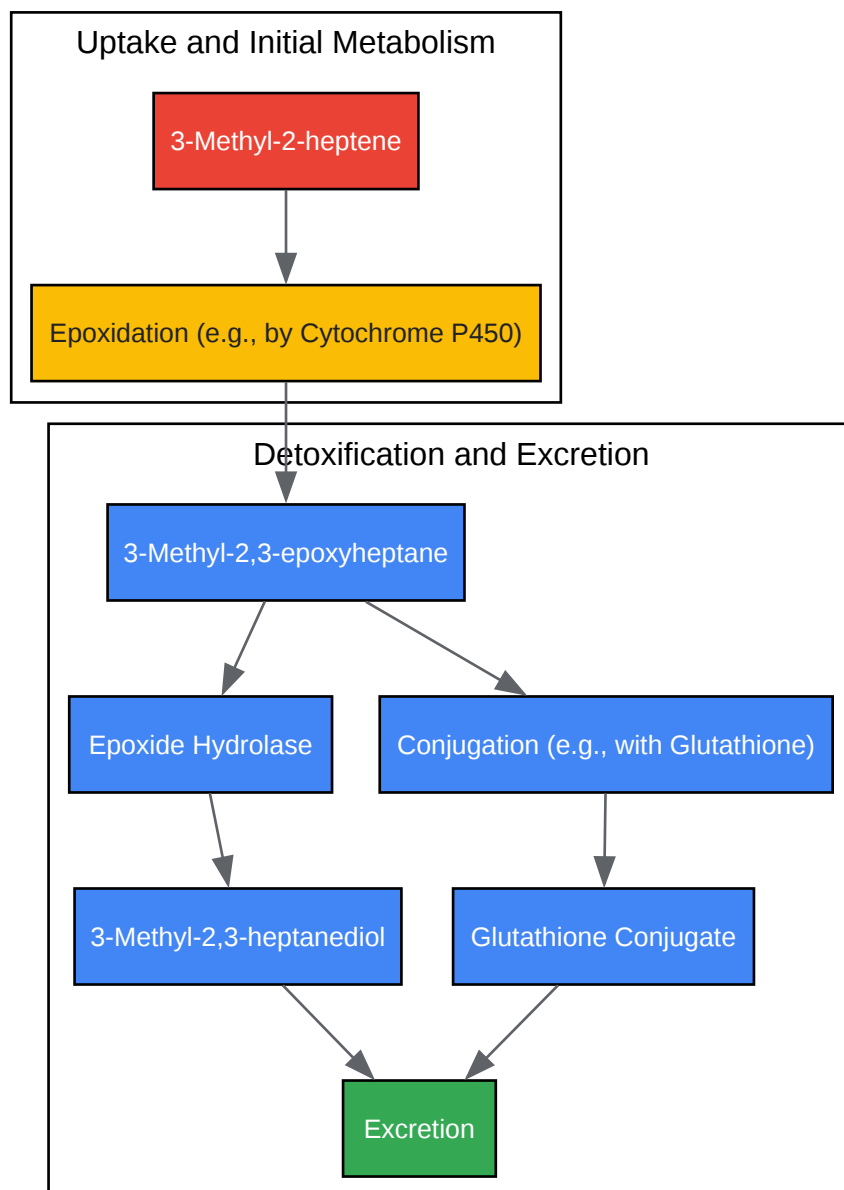 Uptake and Initial Metabolism
3-Methyl-2-heptene
Epoxidation (e.g., by Cytochrome P450)
Detoxification and Excretion
3-Methyl-2,3-epoxyheptane
Epoxide Hydrolase
Conjugation (e.g., with Glutathione)
3-Methyl-2,3-heptanediol
Glutathione Conjugate
Excretion